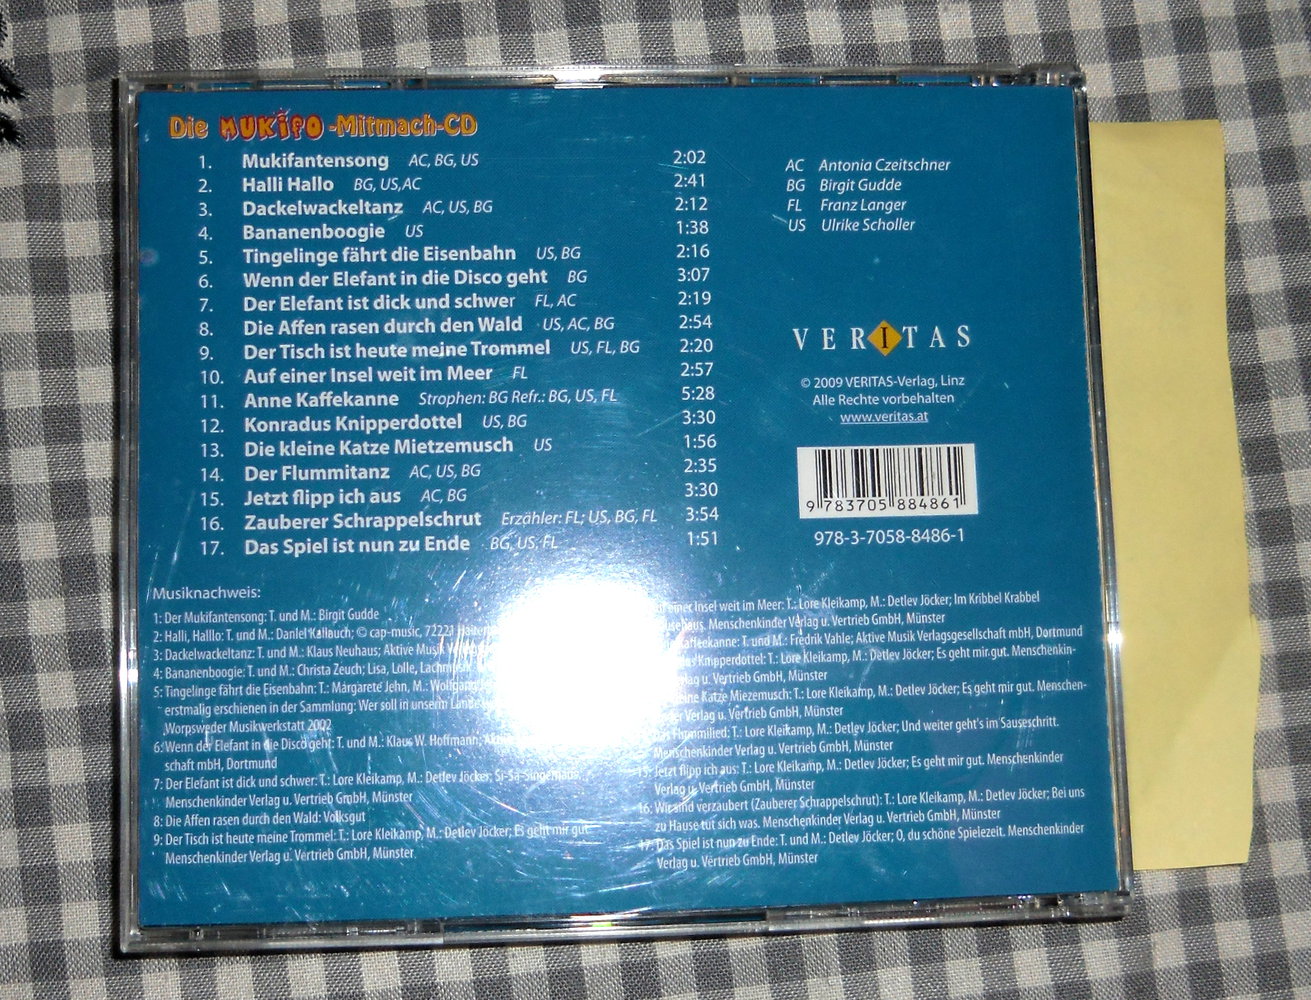 Die MUKIPO-Mitmach-CD
1. Mukifantensong AC, BG, US 2:02
2. Halli Hallo BG, US,AC 2:41
3. Dackelwackeltanz AC, US, BG 2:12
4. Bananenboogie US 1:38
5. Tingelinge fährt die Eisenbahn US, BG 2:16
6. Wenn der Elefant in die Disco geht BG 3:07
7. Der Elefant ist dick und schwer FL, AC 2:19
8. Die Affen rasen durch den Wald US, AC, BG 2:54
9. Der Tisch ist heute meine Trommel US, FL, BG 2:20
10. Auf einer Insel weit im Meer FL 2:57
11. Anne Kaffekanne Strophen: BG Refr.: BG, US, FL 5:28
12. Konradus Knipperdottel US, BG 3:30
13. Die kleine Katze Mietzemusch US 1:56
14. Der Flummitanz AC, US, BG 2:35
15. Jetzt flipp ich aus AC, BG 3:30
16. Zauberer Schrappelschrut Erzähler: FL; US, BG, FL 3:54
17. Das Spiel ist nun zu Ende BG, US, FL 1:51
AC Antonia Czeitschner
BG Birgit Gudde
FL Franz Langer
US Ulrike Scholler
VERITAS
© 2009 VERITAS-Verlag, Linz
Alle Rechte vorbehalten
www.veritas.at
9 783705 884861
978-3-7058-8486-1
Musiknachweis:
1: Der Mukifantensong: T. und M.: Birgit Gudde
2: Halli, Halllo: T. und M.: Daniel Kallauch; © cap-music, 72221
3: Dackelwackeltanz: T. und M.: Klaus Neuhaus; Aktive Musik
4: Bananenboogie: T. und M.: Christa Zeuch; Lisa, Lolle,
5: Tingelinge fährt die Eisenbahn: T.: Margarete Jehn, M.: Wolfgang
erstmalig erschienen in der Sammlung: Wer soll in unserm
Worpsweder Musikwerkstatt 2002
6: Wenn der Elefant in die Disco geht: T. und M.: Klaus W. Hoffmann;
schaft mbH, Dortmund
7: Der Elefant ist dick und schwer: T.: Lore Kleikamp, M.: Detlev Jöcker;
Menschenkinder Verlag u. Vertrieb GmbH, Münster
8: Die Affen rasen durch den Wald: Volksgut
9: Der Tisch ist heute meine Trommel: T.: Lore Kleikamp, M.: Detlev Jöcker; Es geht mir gut.
Menschenkinder Verlag u. Vertrieb GmbH, Münster
einer Insel weit im Meer: T.: Lore Kleikamp, M.: Detlev Jöcker; Im Kribbel Krabbel
Menschenkinder Verlag u. Vertrieb GmbH, Münster
T. und M.: Fredrik Vahle; Aktive Musik Verlagsgesellschaft mbH, Dortmund
Knipperdottel: T.: Lore Kleikamp, M.: Detlev Jöcker; Es geht mir gut. Menschenkin-
u. Vertrieb GmbH, Münster
Katze Miezemusch: T.: Lore Kleikamp, M.: Detlev Jöcker; Es geht mir gut. Menschen-
Verlag u. Vertrieb GmbH, Münster
Flummilied: T.: Lore Kleikamp, M.: Detlev Jöcker; Und weiter geht's im Sauseschritt.
Menschenkinder Verlag u. Vertrieb GmbH, Münster
15: Jetzt flipp ich aus: T.: Lore Kleikamp, M.: Detlev Jöcker; Es geht mir gut. Menschenkinder
Verlag u. Vertrieb GmbH, Münster
16: Wir sind verzaubert (Zauberer Schrappelschrut): T.: Lore Kleikamp, M.: Detlev Jöcker; Bei uns
zu Hause tut sich was. Menschenkinder Verlag u. Vertrieb GmbH, Münster
17: Das Spiel ist nun zu Ende: T. und M.: Detlev Jöcker; O, du schöne Spielezeit. Menschenkinder
Verlag u. Vertrieb GmbH, Münster